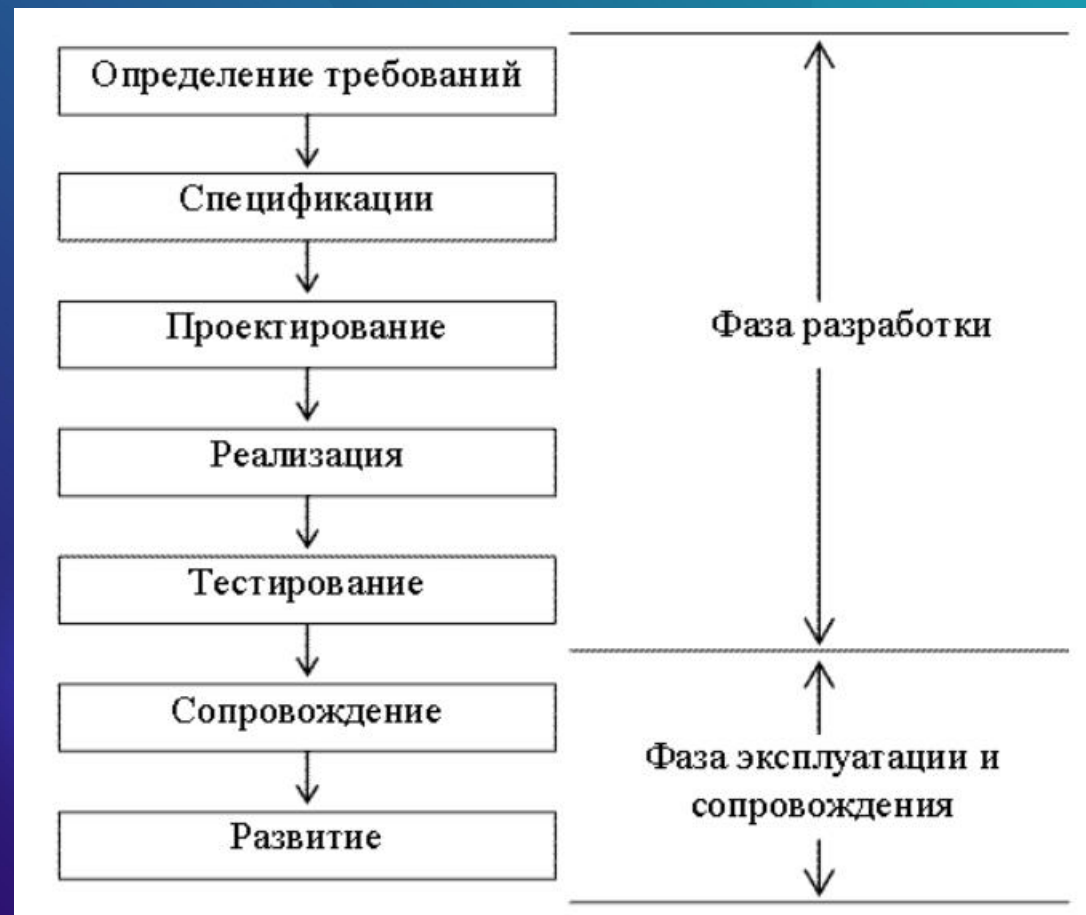 Определение требований
Спецификации
Проектирование
Реализация
Тестирование
Сопровождение
Развитие
Фаза разработки
Фаза эксплуатации и
сопровождения